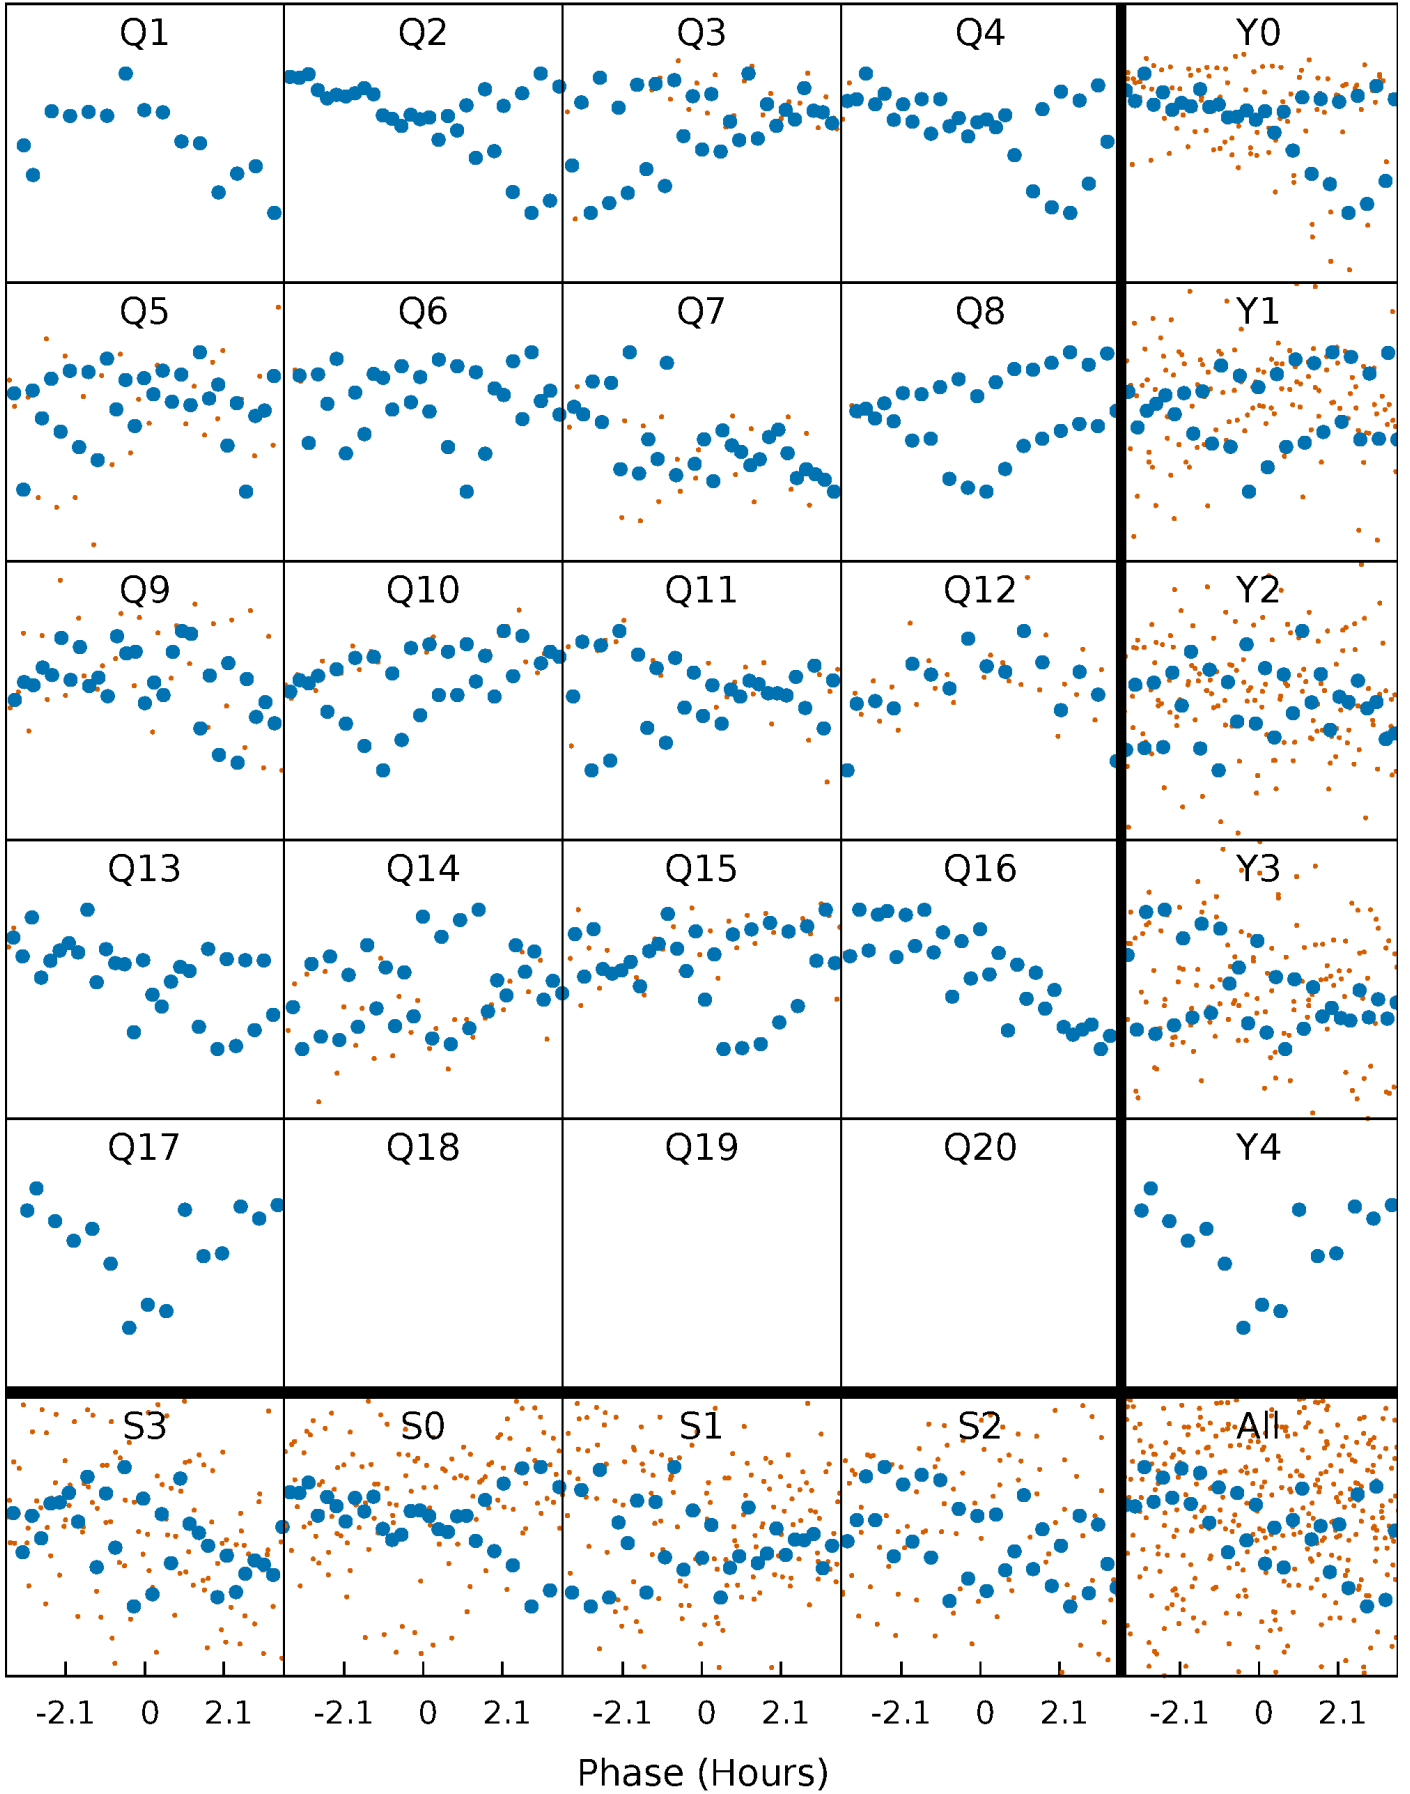 Q1 Q2 Q3 Q4 Y0
Q5 Q6 Q7 Q8 Y1
Q9 Q10 Q11 Q12 Y2
Q13 Q14 Q15 Q16 Y3
Q17 Q18 Q19 Q20 Y4
S3 S0 S1 S2 All
-2.1 0 2.1 -2.1 0 2.1 -2.1 0 2.1 -2.1 0 2.1 -2.1 0 2.1
Phase (Hours)